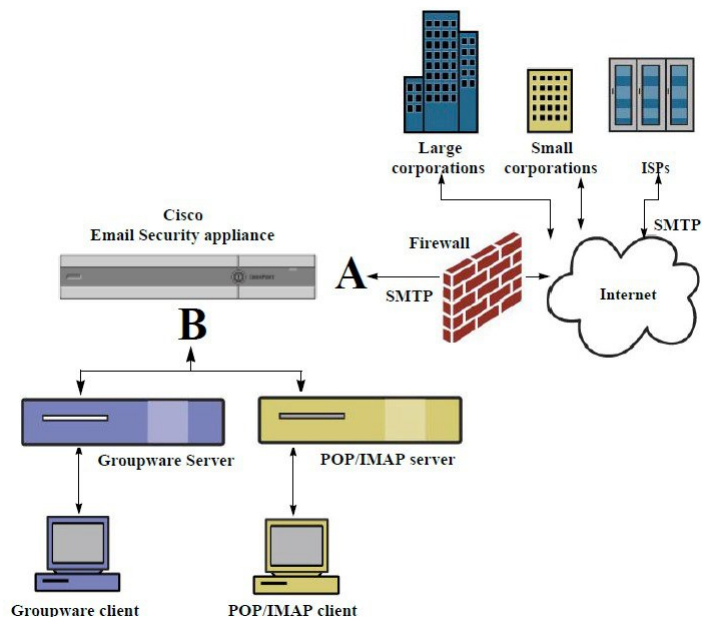 Large
corporations
Small
corporations
ISPs
SMTP
Cisco
Email Security appliance
Firewall
A
SMTP
Internet
B
Groupware Server
POP/IMAP server
Groupware client
POP/IMAP client